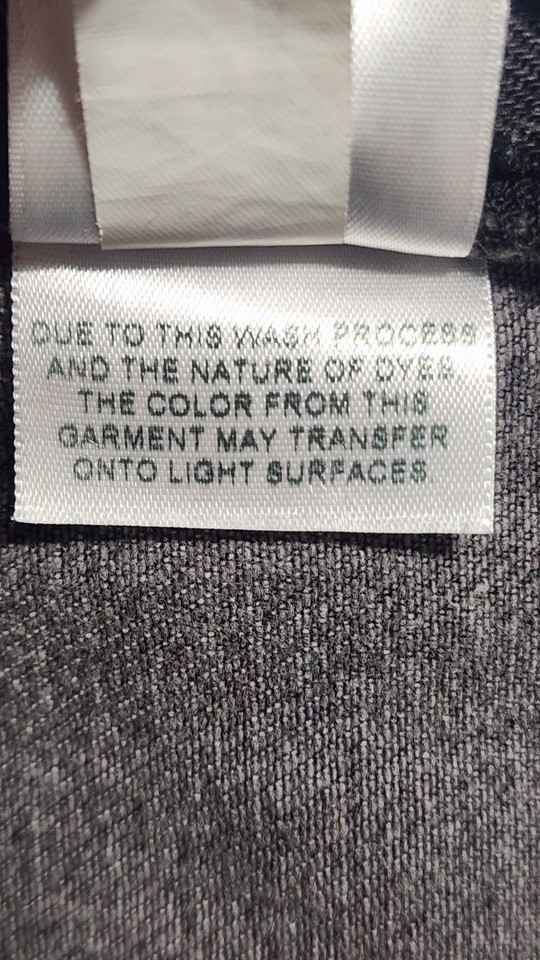 DUE TO THIS WASH PROCESS
AND THE NATURE OF DYES
THE COLOR FROM THIS
GARMENT MAY TRANSFER
ONTO LIGHT SURFACES